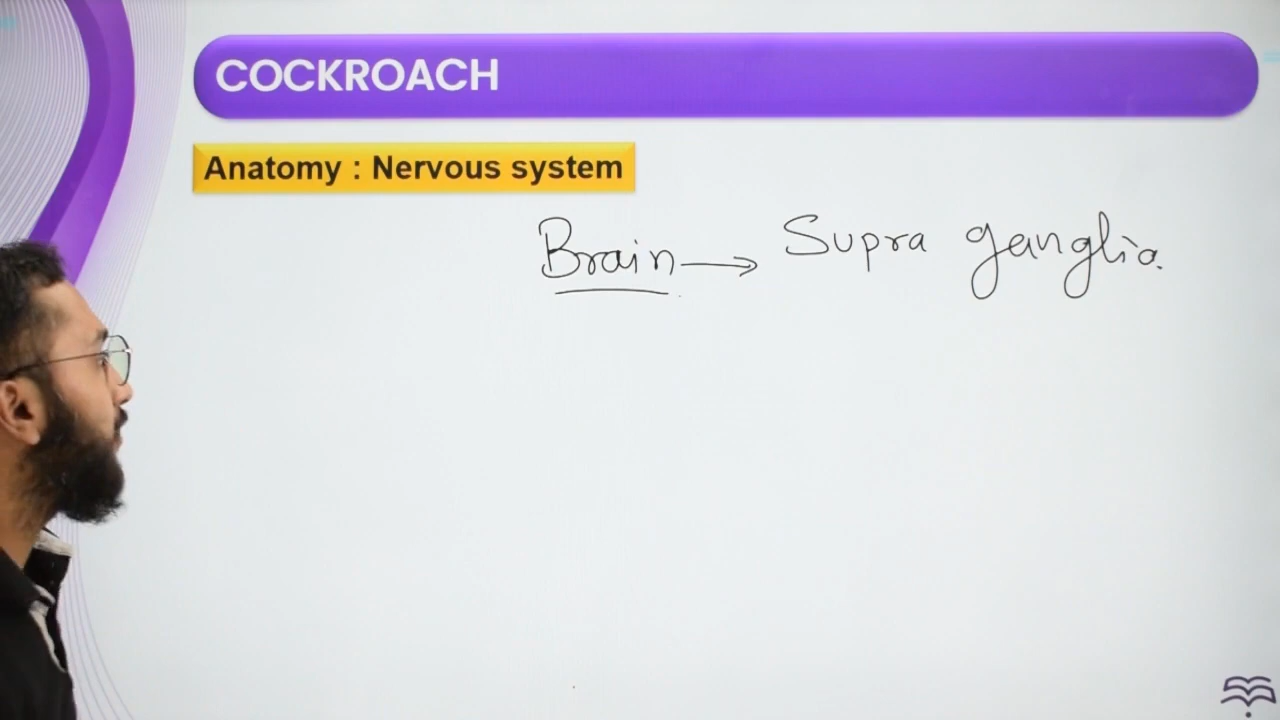 COCKROACH
Anatomy : Nervous system
Brain → Supra ganglia.